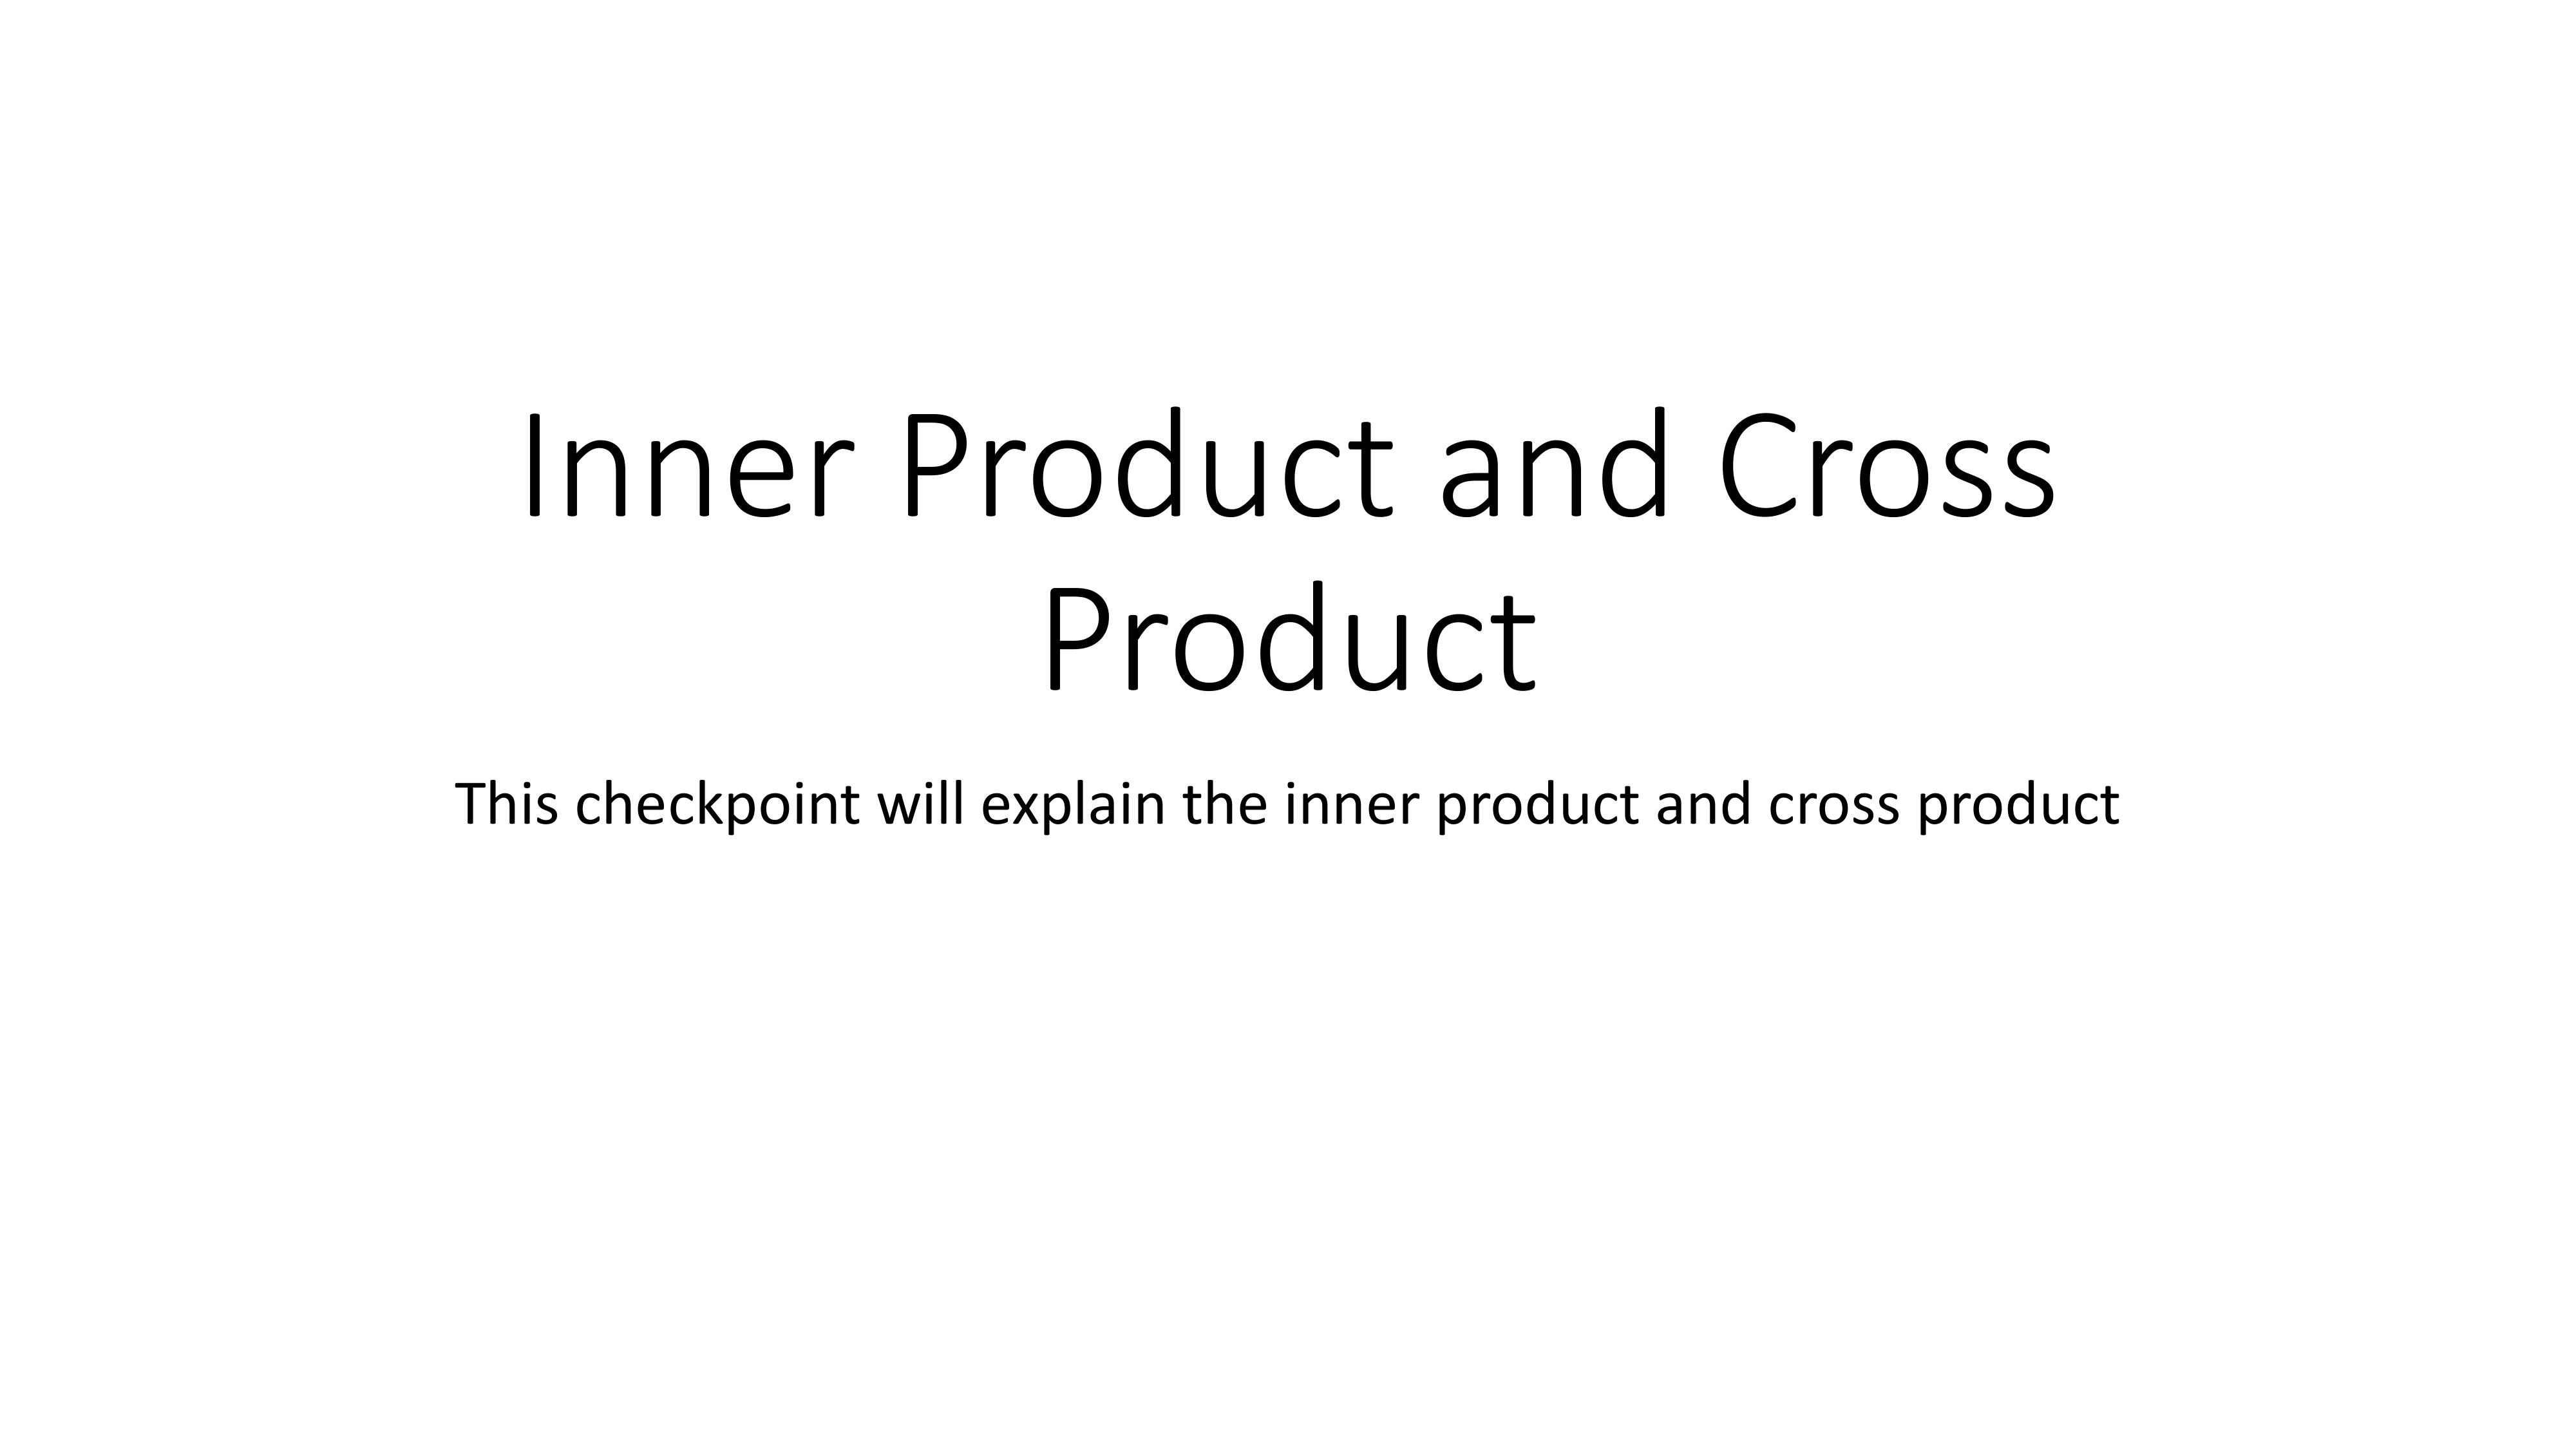 Inner Product and Cross
Product
This checkpoint will explain the inner product and cross product